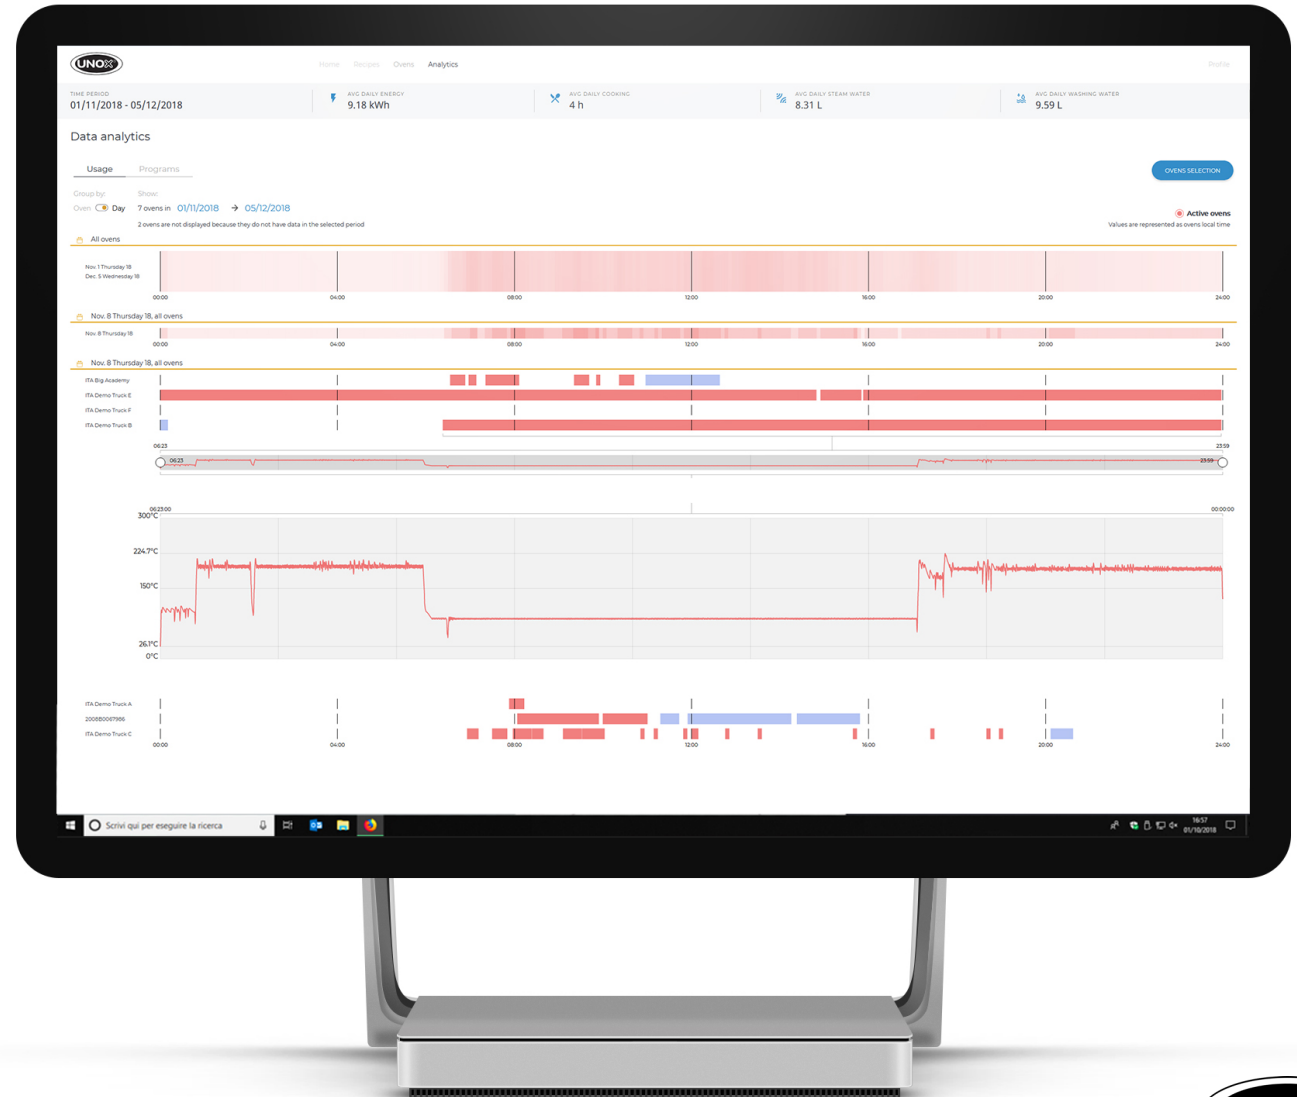 UNOX
Home Recipes Ovens Analytics Profile
TIME PERIOD
01/11/2018 - 05/12/2018
AVG DAILY ENERGY
9.18 kWh
AVG DAILY COOKING
4 h
AVG DAILY STEAM WATER
8.31 L
AVG DAILY WASHING WATER
9.59 L
Data analytics
Usage Programs
OVENS SELECTION
Group by: Show:
Oven Day 7 ovens in 01/11/2018 → 05/12/2018
Active ovens
2 ovens are not displayed because they do not have data in the selected period
Values are represented as ovens local time
All ovens
Nov. 1 Thursday 18
Dec. 5 Wednesday 18
00:00 04:00 08:00 12:00 16:00 20:00 24:00
Nov. 8 Thursday 18, all ovens
Nov. 8 Thursday 18
00:00 04:00 08:00 12:00 16:00 20:00 24:00
Nov. 8 Thursday 18, all ovens
ITA Big Academy
ITA Demo Truck E
ITA Demo Truck F
ITA Demo Truck B
06:23 23:59
06:23 23:59
06:23:00 00:00:00
300°C
224.7°C
150°C
26.1°C
0°C
ITA Demo Truck A
2008B0087986
ITA Demo Truck C
00:00 04:00 08:00 12:00 16:00 20:00 24:00
Scrivi qui per eseguire la ricerca
16:57
01/10/2018